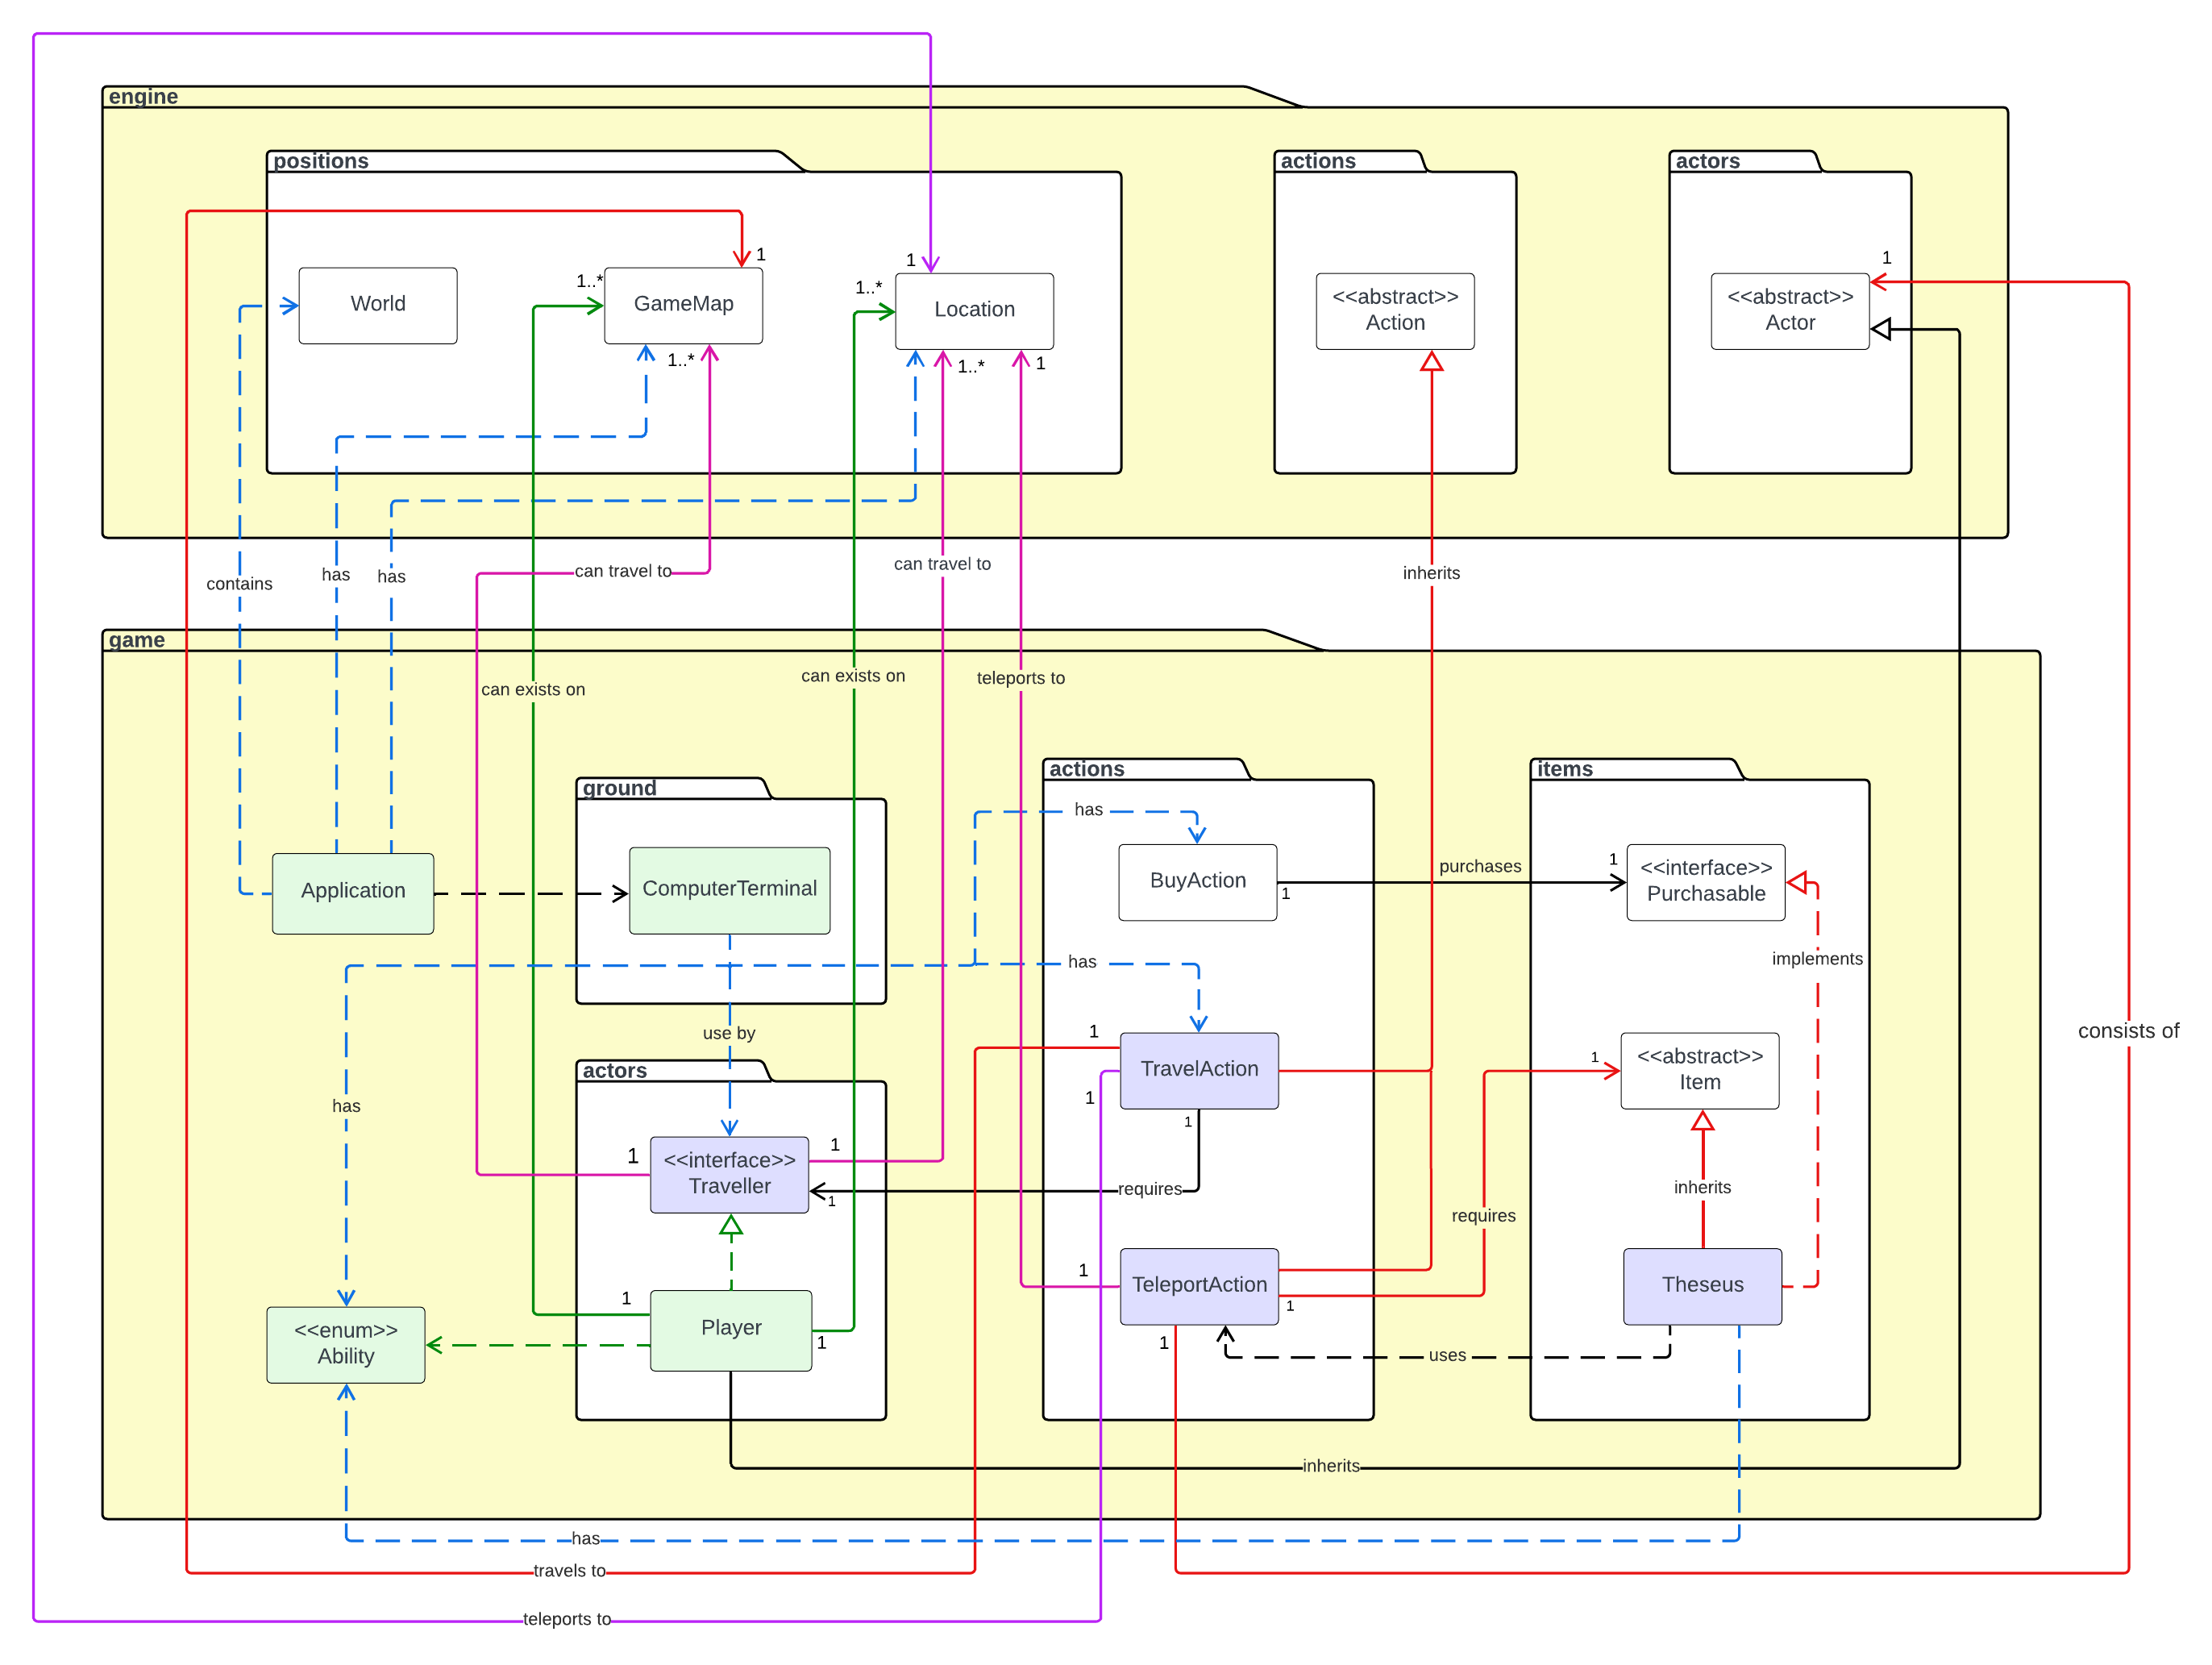 engine
positions
actions
actors
1
1
1
1..*
1..*
World
GameMap
Location
<<abstract>>
Action
<<abstract>>
Actor
1..*
1..*
1
contains
has
has
can travel to
can travel to
inherits
game
can exists on
can exists on
teleports to
ground
actions
items
has
Application
ComputerTerminal
BuyAction
1
purchases
1
<<interface>>
Purchasable
has
implements
use by
1
consists of
actors
TravelAction
1
1
1
<<abstract>>
Item
has
1
1
<<interface>>
Traveller
1
requires
requires
inherits
1
1
Player
1
TeleportAction
1
1
Theseus
<<enum>>
Ability
uses
inherits
has
travels to
teleports to